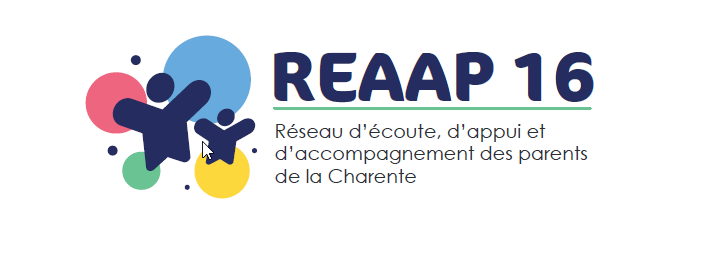 REAAP 16
Réseau d’écoute, d’appui et
d’accompagnement des parents
de la Charente